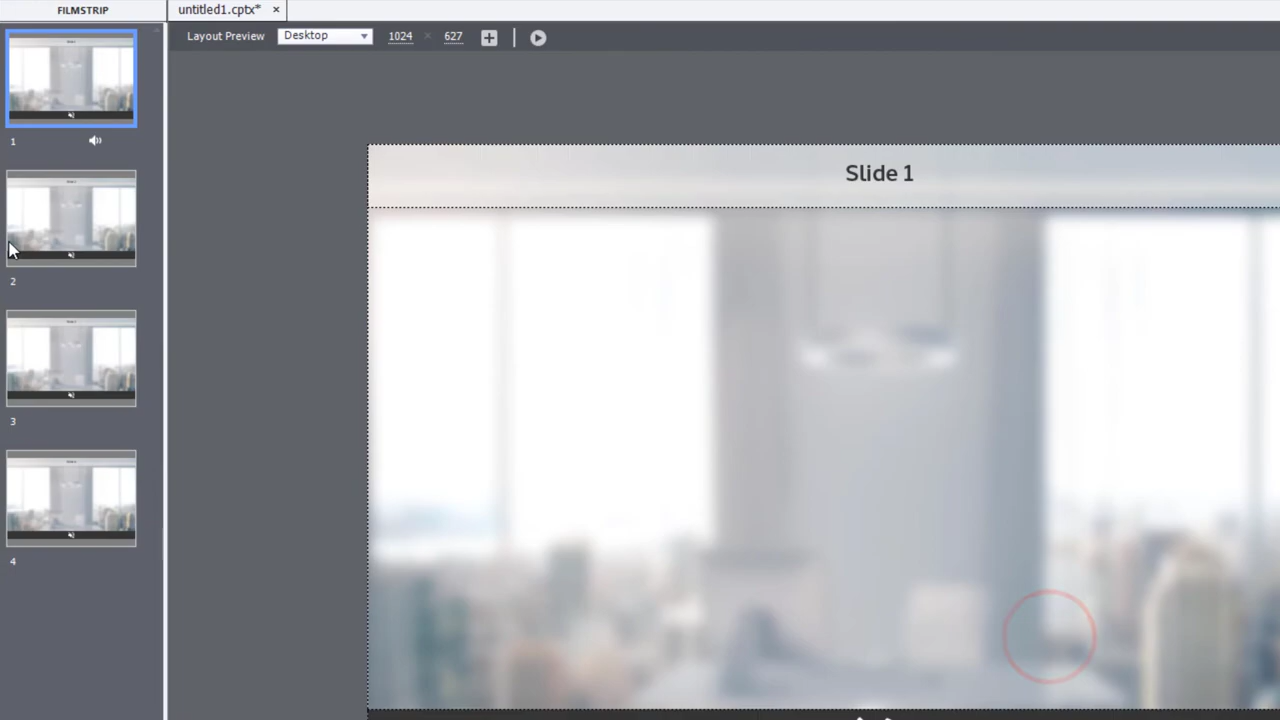 FILMSTRIP
untitled1.cptx* ×
Layout Preview Desktop 1024 × 627
Slide 1
1
2
3
4